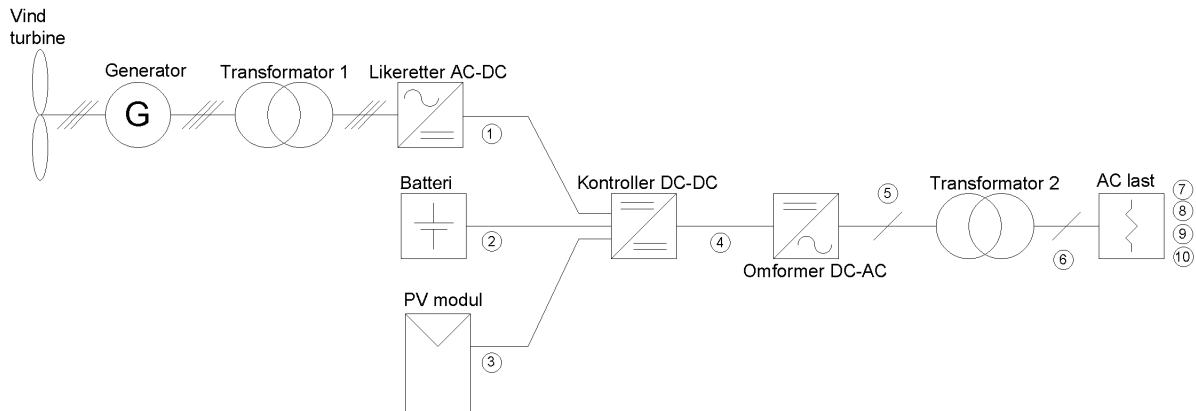 Vind
turbine
Generator
Transformator 1
Likeretter AC-DC
G
1
Batteri
Kontroller DC-DC
Transformator 2
AC last
5
7
8
9
10
2
4
6
Omformer DC-AC
PV modul
3